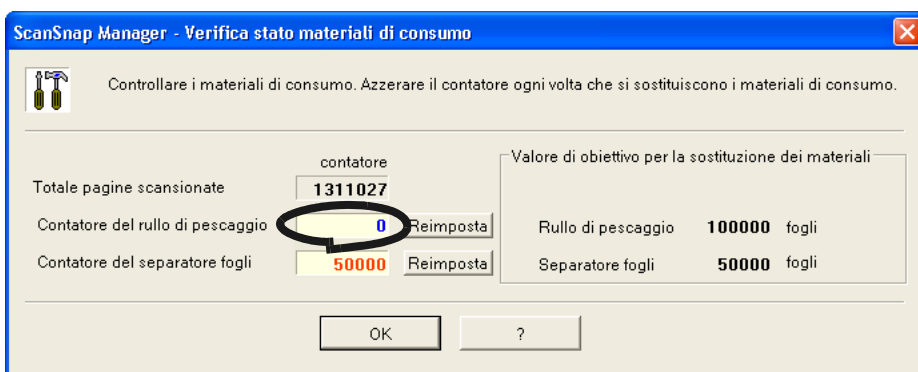 ScanSnap Manager - Verifica stato materiali di consumo
Controllare i materiali di consumo. Azzerare il contatore ogni volta che si sostituiscono i materiali di consumo.
contatore
Totale pagine scansionate 1311027
Contatore del rullo di pescaggio 0 Reimposta
Contatore del separatore fogli 50000 Reimposta
Valore di obiettivo per la sostituzione dei materiali
Rullo di pescaggio 100000 fogli
Separatore fogli 50000 fogli
OK ?